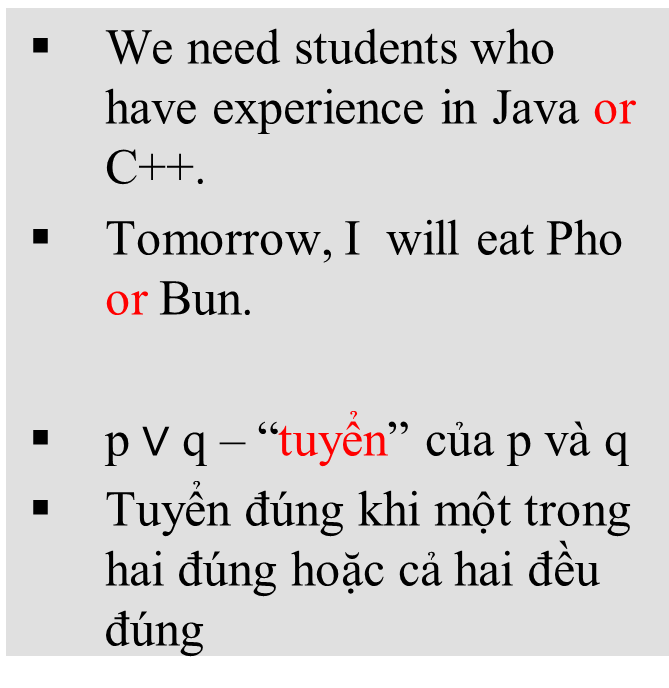 ▪ We need students who
have experience in Java or
C++.
▪ Tomorrow, I will eat Pho
or Bun.
▪ p ∨ q – “tuyển” của p và q
▪ Tuyển đúng khi một trong
hai đúng hoặc cả hai đều
đúng